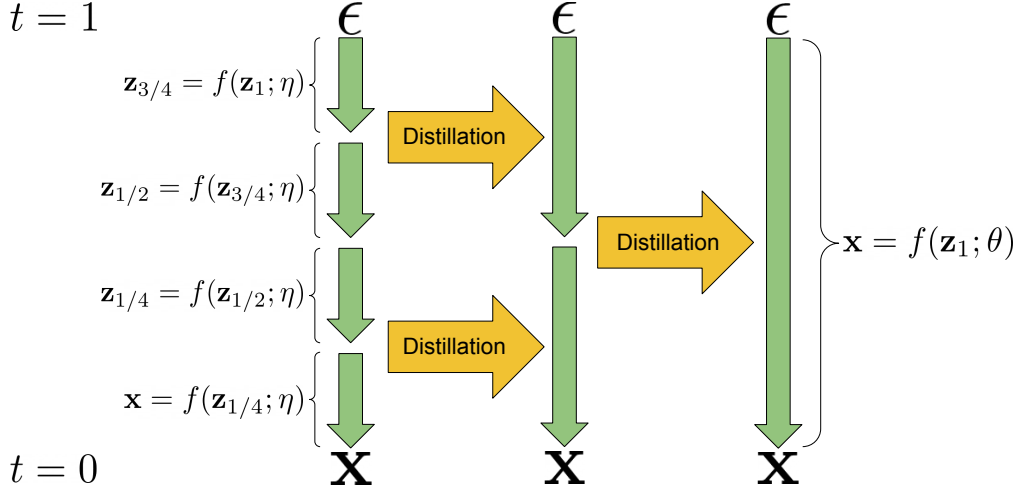 t = 1
ϵ ϵ ϵ
z_{3/4} = f(z_1; η)
Distillation
z_{1/2} = f(z_{3/4}; η)
Distillation
x = f(z_1; θ)
z_{1/4} = f(z_{1/2}; η)
Distillation
x = f(z_{1/4}; η)
t = 0
x x x